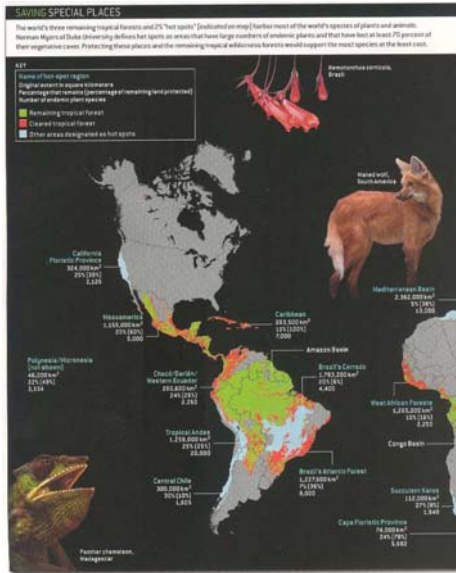 SAVING SPECIAL PLACES
The world's three remaining tropical forests and 25 "hot spots" (indicated on map) harbor most of the world's species of plants and animals.
Norman Myers of Duke University defines hot spots as areas that have large numbers of endemic plants and that have lost at least 70 percent of
their vegetative cover. Protecting these places and the remaining tropical wilderness forests would support the most species at the least cost.
KEY
Name of hot-spot region
Original extent in square kilometers
Percentage that remains (percentage of remaining land protected)
Number of endemic plant species
Remaining tropical forest
Cleared tropical forest
Other areas designated as hot spots
Brazil
Maned wolf,
South America
California
Floristic Province
324,000 km²
25% (39%)
2,125
Mesoamerica
1,155,000 km²
20% (60%)
5,000
Caribbean
263,500 km²
11% (100%)
7,000
Amazon Basin
Mediterranean Basin
2,362,000 km²
5% (38%)
13,000
Polynesia/Micronesia
(not shown)
46,000 km²
22% (49%)
3,334
Chocó/Darién/
Western Ecuador
24% (26%)
2,250
Brazil's Cerrado
1,783,200 km²
20% (6%)
4,400
West African Forests
1,265,000 km²
10% (16%)
2,250
Congo Basin
Tropical Andes
1,258,000 km²
25% (25%)
20,000
Brazil's Atlantic Forest
1,227,600 km²
7% (36%)
8,000
Central Chile
300,000 km²
30% (10%)
1,605
Succulent Karoo
112,000 km²
27% (8%)
1,940
Cape Floristic Province
74,000 km²
24% (78%)
5,682
Panther chameleon,
Madagascar